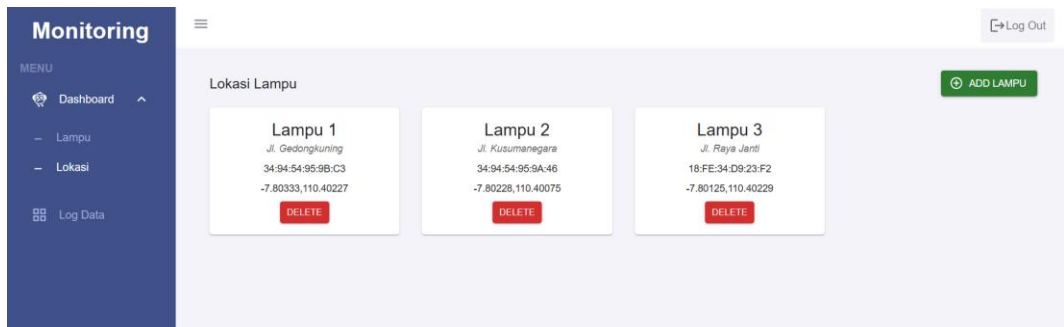 Monitoring
Log Out
MENU
Dashboard
Lampu
Lokasi
Log Data
Lokasi Lampu
ADD LAMPU
Lampu 1
Jl. Gedongkuning
34:94:54:95:9B:C3
-7.80333,110.40227
DELETE
Lampu 2
Jl. Kusumanegara
34:94:54:95:9A:46
-7.80228,110.40075
DELETE
Lampu 3
Jl. Raya Janti
18:FE:34:D9:23:F2
-7.80125,110.40229
DELETE